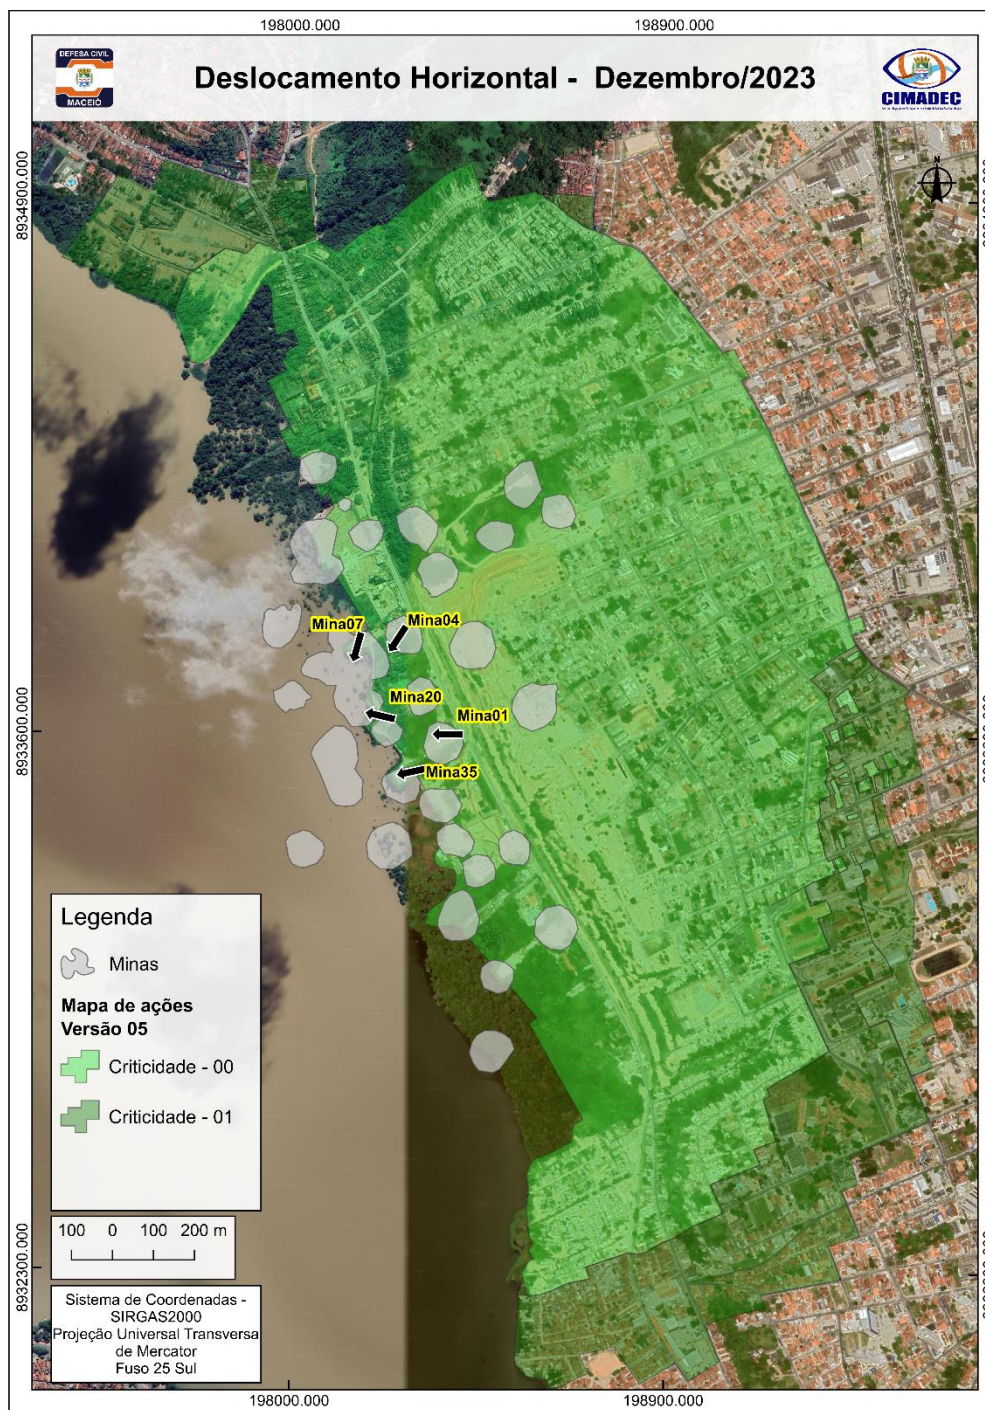 198000.000
198900.000
DEFESA CIVIL
MACEIÓ
Deslocamento Horizontal - Dezembro/2023
CIMADEC
N
8934900.000
Mina07
Mina04
Mina20
Mina01
8933600.000
Mina35
Legenda
Minas
Mapa de ações
Versão 05
Criticidade - 00
Criticidade - 01
100 0 100 200 m
8932300.000
Sistema de Coordenadas -
SIRGAS2000
Projeção Universal Transversa
de Mercator
Fuso 25 Sul
198000.000
198900.000